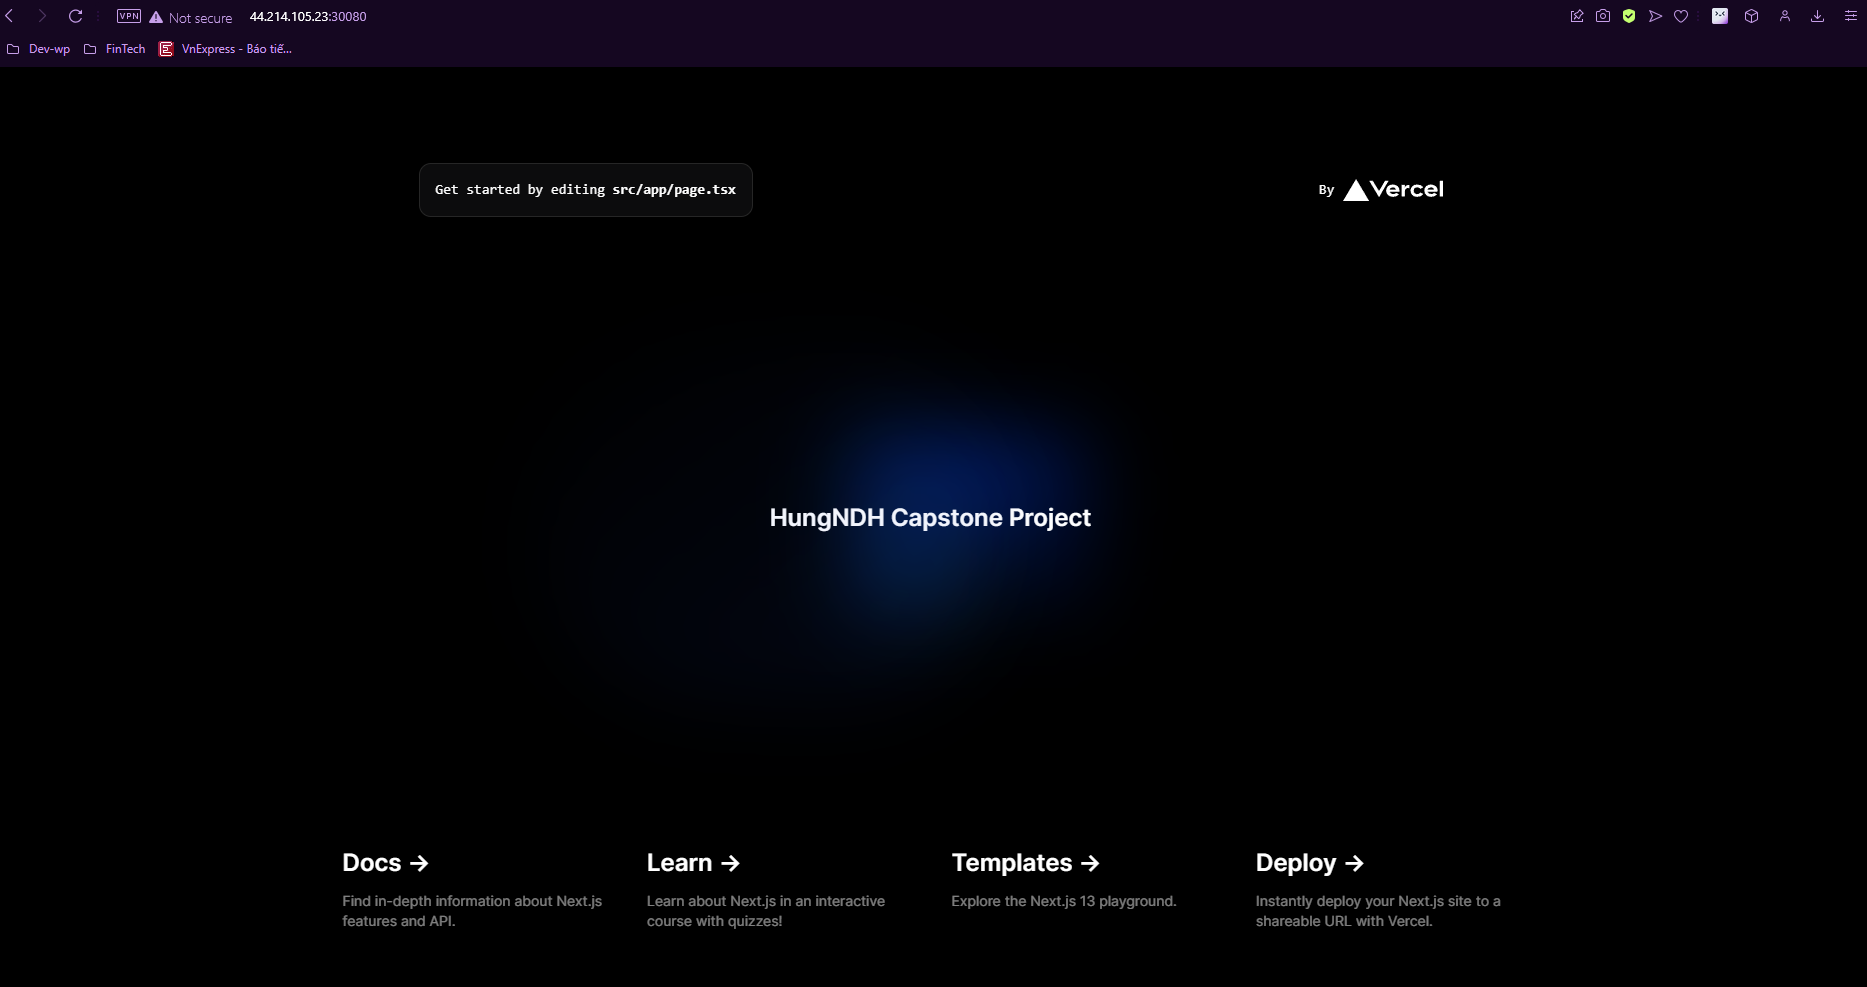 VPN Not secure 44.214.105.23:30080
Dev-wp FinTech VnExpress - Báo tiế...
Get started by editing src/app/page.tsx
By Vercel
HungNDH Capstone Project
Docs ->
Find in-depth information about Next.js
features and API.
Learn ->
Learn about Next.js in an interactive
course with quizzes!
Templates ->
Explore the Next.js 13 playground.
Deploy ->
Instantly deploy your Next.js site to a
shareable URL with Vercel.